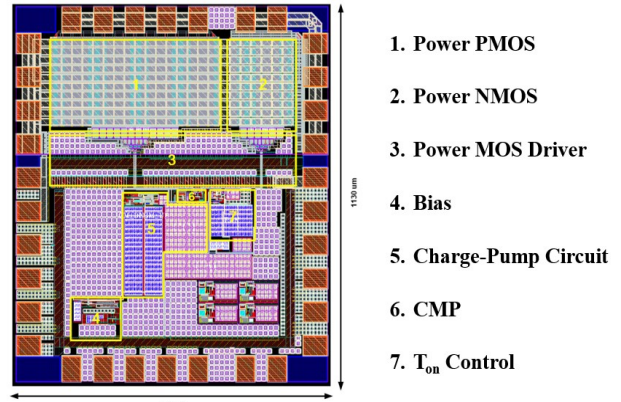 1
2
3
6
5
7
4
1130 um
1. Power PMOS
2. Power NMOS
3. Power MOS Driver
4. Bias
5. Charge-Pump Circuit
6. CMP
7. Ton Control